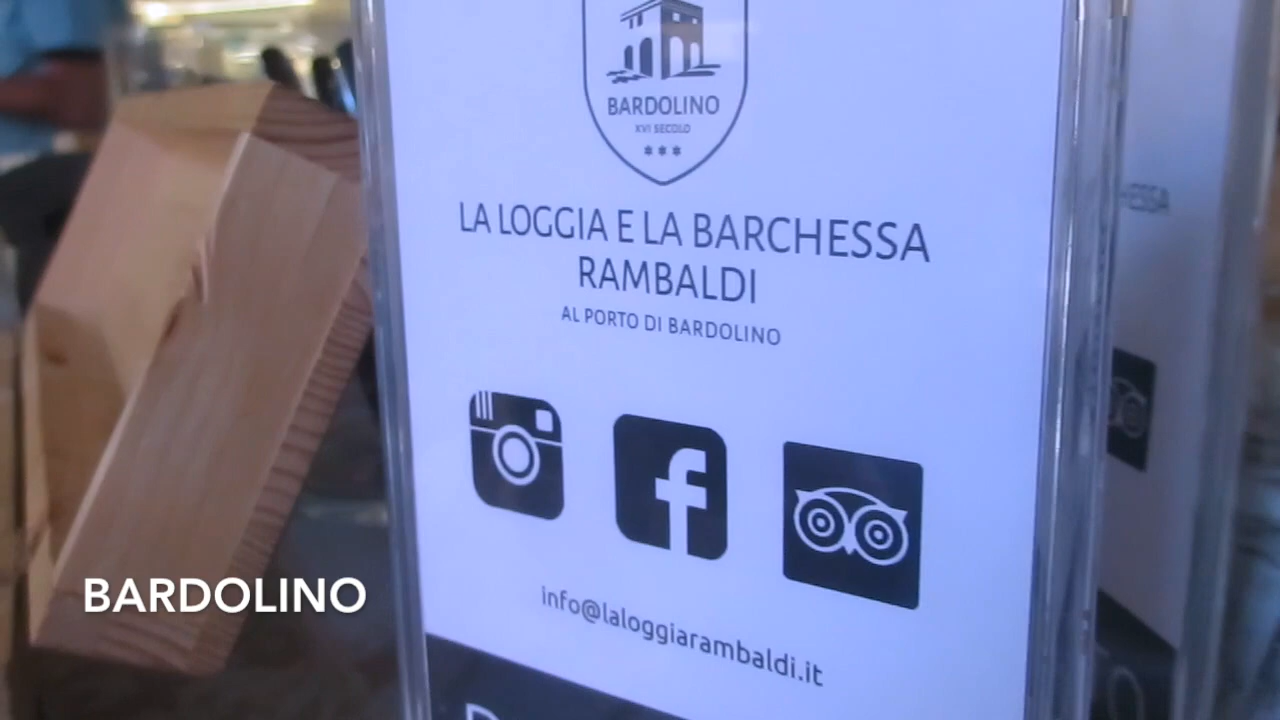 BARDOLINO
XVI SECOLO
LA LOGGIA E LA BARCHESSA
RAMBALDI
AL PORTO DI BARDOLINO
info@laloggiarambaldi.it
BARDOLINO